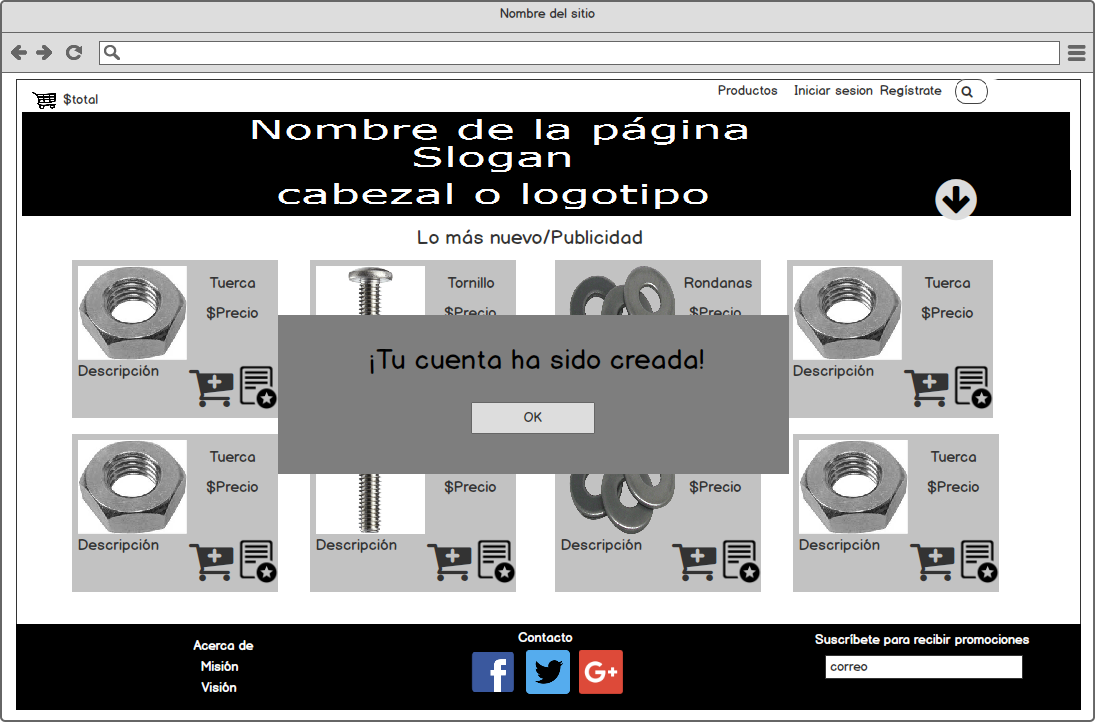 Nombre del sitio
$total
Productos Iniciar sesion Regístrate
Nombre de la página
Slogan
cabezal o logotipo
Lo más nuevo/Publicidad
Tuerca
$Precio
Descripción
Tornillo
$Precio
Rondanas
$Precio
Tuerca
$Precio
Descripción
¡Tu cuenta ha sido creada!
OK
Tuerca
$Precio
Descripción
$Precio
Descripción
$Precio
Descripción
Tuerca
$Precio
Descripción
Acerca de
Misión
Visión
Contacto
f
G+
Suscríbete para recibir promociones
correo